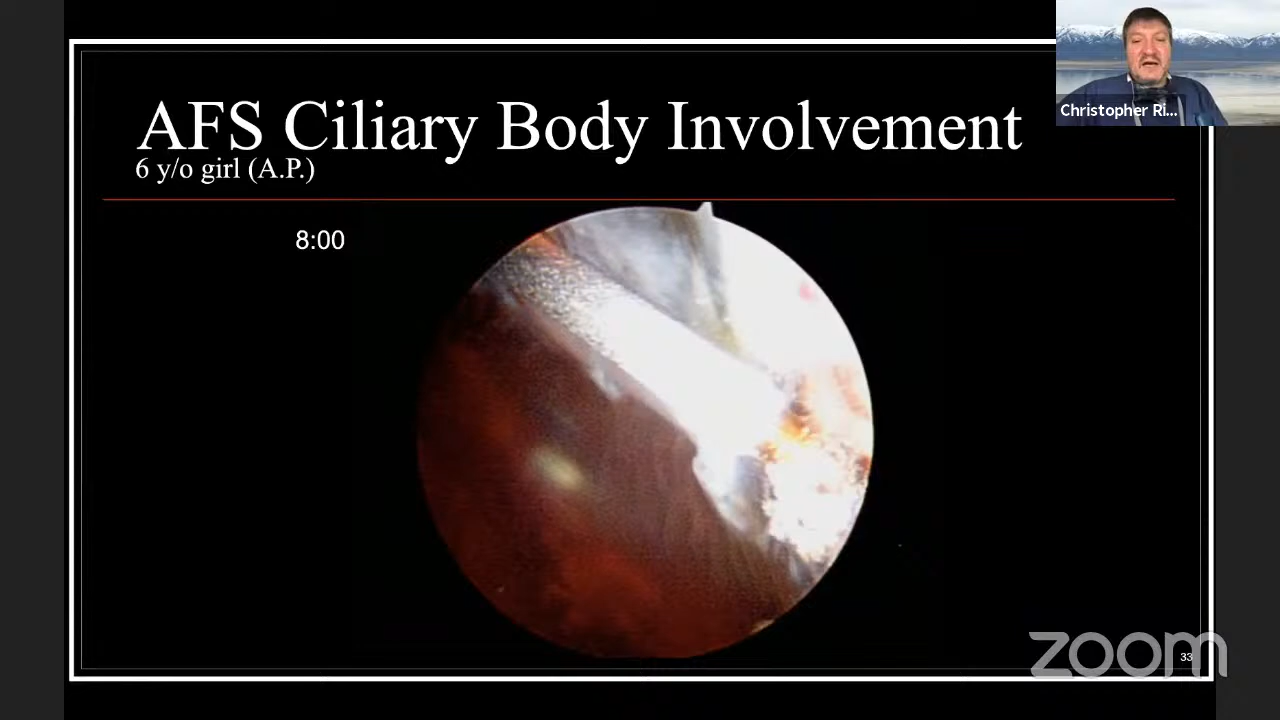 AFS Ciliary Body Involvement
6 y/o girl (A.P.)
8:00
Christopher Ri...
zoom
33